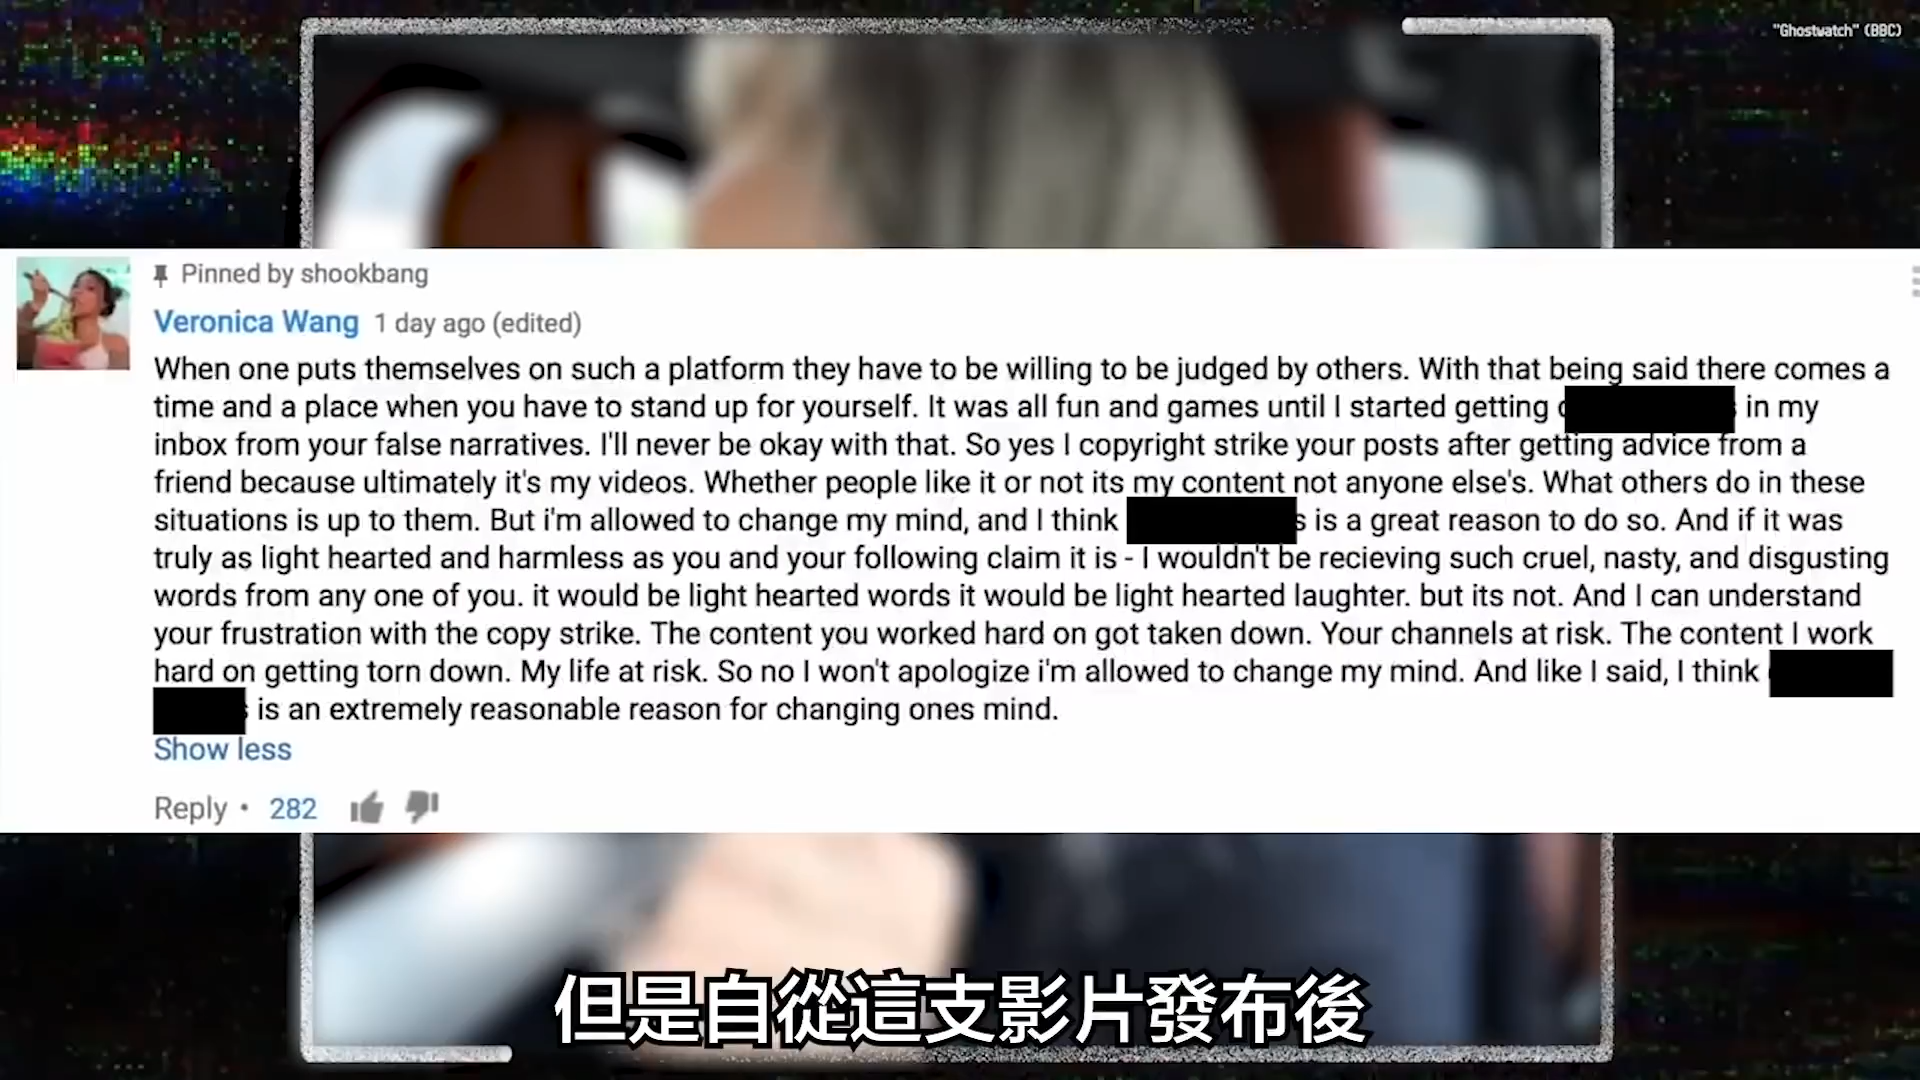 "Ghostwatch" (BBC)
Pinned by shookbang
Veronica Wang 1 day ago (edited)
When one puts themselves on such a platform they have to be willing to be judged by others. With that being said there comes a
time and a place when you have to stand up for yourself. It was all fun and games until I started getting in my
inbox from your false narratives. I'll never be okay with that. So yes I copyright strike your posts after getting advice from a
friend because ultimately it's my videos. Whether people like it or not its my content not anyone else's. What others do in these
situations is up to them. But i'm allowed to change my mind, and I think s is a great reason to do so. And if it was
truly as light hearted and harmless as you and your following claim it is - I wouldn't be recieving such cruel, nasty, and disgusting
words from any one of you. it would be light hearted words it would be light hearted laughter. but its not. And I can understand
your frustration with the copy strike. The content you worked hard on got taken down. Your channels at risk. The content I work
hard on getting torn down. My life at risk. So no I won't apologize i'm allowed to change my mind. And like I said, I think
is an extremely reasonable reason for changing ones mind.
Show less
Reply • 282
但是自從這支影片發布後